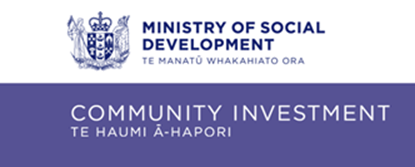 MINISTRY OF SOCIAL
DEVELOPMENT
TE MANATŪ WHAKAHIATO ORA
COMMUNITY INVESTMENT
TE HAUMI Ā-HAPORI